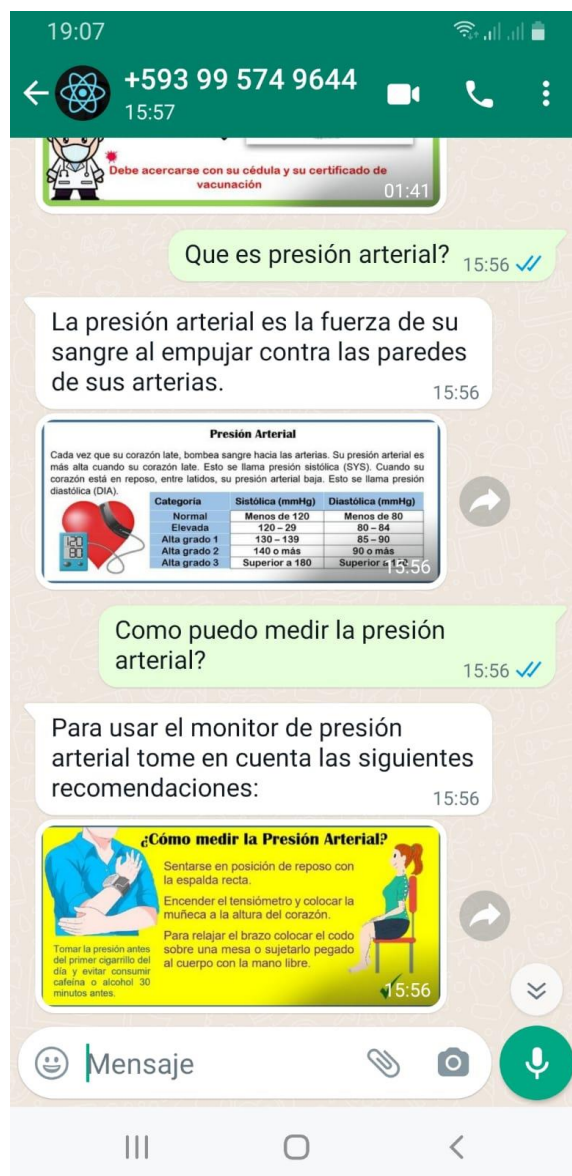 19:07
+593 99 574 9644
15:57
Debe acercarse con su cédula y su certificado de
vacunación
01:41
Que es presión arterial? 15:56
La presión arterial es la fuerza de su
sangre al empujar contra las paredes
de sus arterias.
15:56
Presión Arterial
Cada vez que su corazón late, bombea sangre hacia las arterias. Su presión arterial es
más alta cuando su corazón late. Esto se llama presión sistólica (SYS). Cuando su
corazón está en reposo, entre latidos, su presión arterial baja. Esto se llama presión
diastólica (DIA).
Categoría Sistólica (mmHg) Diastólica (mmHg)
Normal Menos de 120 Menos de 80
Elevada 120 – 29 80 – 84
Alta grado 1 130 – 139 85 – 90
Alta grado 2 140 o más 90 o más
Alta grado 3 Superior a 180 Superior a
120
80
15:56
Como puedo medir la presión
arterial?
15:56
Para usar el monitor de presión
arterial tome en cuenta las siguientes
recomendaciones:
15:56
¿Cómo medir la Presión Arterial?
Sentarse en posición de reposo con
la espalda recta.
Encender el tensiómetro y colocar la
muñeca a la altura del corazón.
Para relajar el brazo colocar el codo
sobre una mesa o sujetarlo pegado
al cuerpo con la mano libre.
Tomar la presión antes
del primer cigarrillo del
día y evitar consumir
cafeína o alcohol 30
minutos antes.
15:56
Mensaje